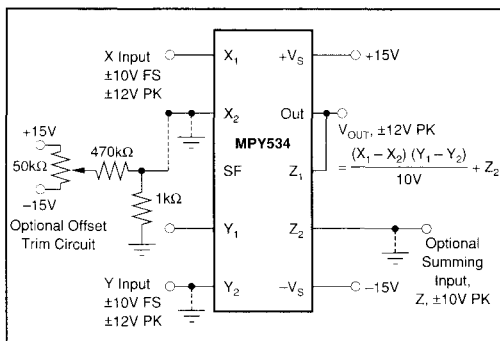 X Input
±10V FS
±12V PK
X₁
X₂
SF
Y₁
Y₂
MPY534
+Vₛ
Out
Z₁
Z₂
−Vₛ
+15V
V_OUT, ±12V PK
= (X₁ – X₂) (Y₁ – Y₂) / 10V + Z₂
+15V
50kΩ
−15V
470kΩ
1kΩ
Optional Offset
Trim Circuit
Y Input
±10V FS
±12V PK
Optional
Summing
Input,
Z, ±10V PK
−15V